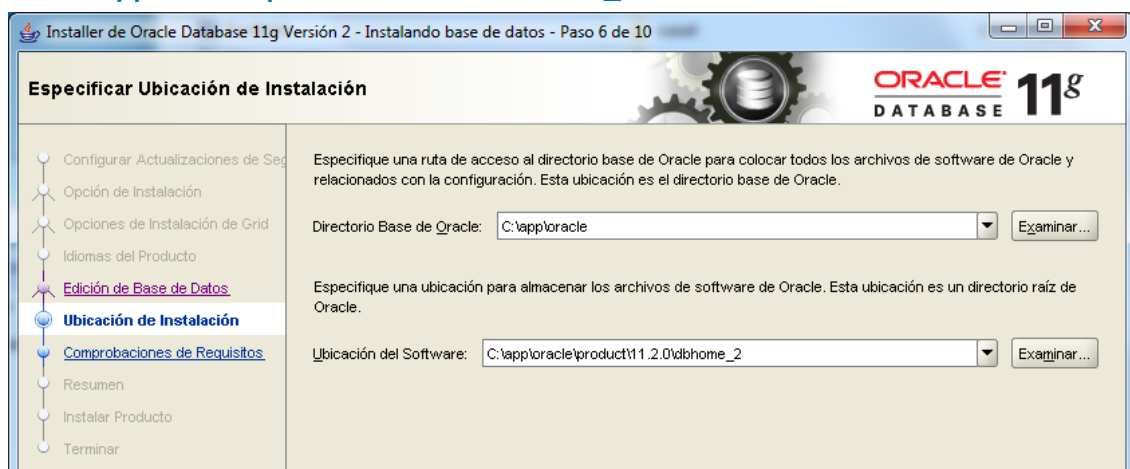 Installer de Oracle Database 11g Versión 2 - Instalando base de datos - Paso 6 de 10
Especificar Ubicación de Instalación
ORACLE
DATABASE
11g
Configurar Actualizaciones de Seg
Opción de Instalación
Opciones de Instalación de Grid
Idiomas del Producto
Edición de Base de Datos
Ubicación de Instalación
Comprobaciones de Requisitos
Resumen
Instalar Producto
Terminar
Especifique una ruta de acceso al directorio base de Oracle para colocar todos los archivos de software de Oracle y
relacionados con la configuración. Esta ubicación es el directorio base de Oracle.
Directorio Base de Oracle: C:\app\oracle Examinar...
Especifique una ubicación para almacenar los archivos de software de Oracle. Esta ubicación es un directorio raíz de
Oracle.
Ubicación del Software: C:\app\oracle\product\11.2.0\dbhome_2 Examinar...